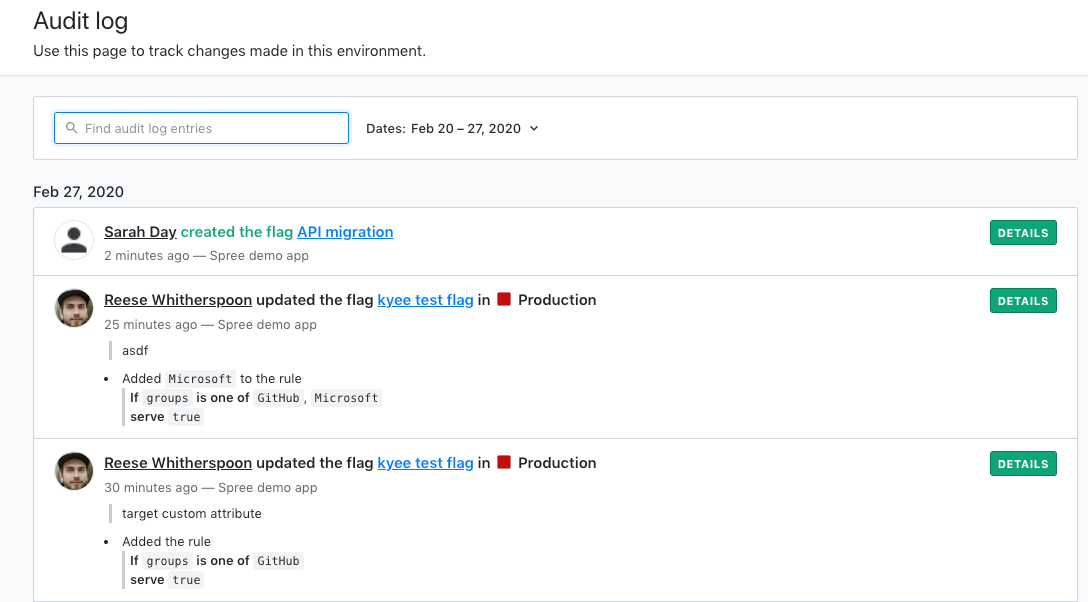 Audit log
Use this page to track changes made in this environment.
Find audit log entries
Dates: Feb 20 – 27, 2020
Feb 27, 2020
Sarah Day created the flag API migration
DETAILS
2 minutes ago — Spree demo app
Reese Whitherspoon updated the flag kyee test flag in Production
DETAILS
25 minutes ago — Spree demo app
asdf
• Added Microsoft to the rule
If groups is one of GitHub, Microsoft
serve true
Reese Whitherspoon updated the flag kyee test flag in Production
DETAILS
30 minutes ago — Spree demo app
target custom attribute
• Added the rule
If groups is one of GitHub
serve true